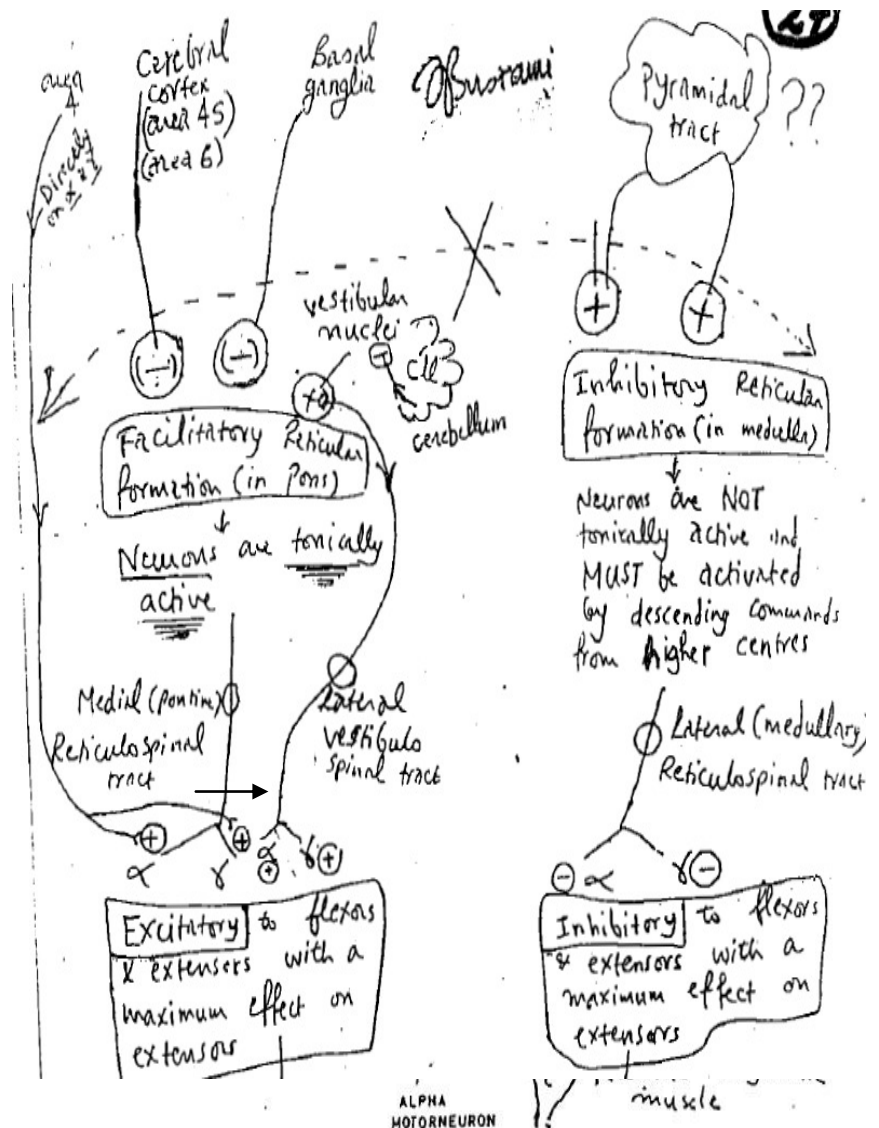 24
area
4
Directly
on α & γ
Cerebral
cortex
(area 4S)
(area 6)
Basal
ganglia
Pyramidal
tract
??
(-)
(-)
+
+
vestibular
nuclei
cerebellum
Facilitatory Reticular
formation (in Pons)
Neurons are tonically
active
Inhibitory Reticular
formation (in medulla)
Neurons are NOT
tonically active and
MUST be activated
by descending commands
from higher centres
Medial (pontine)
Reticulospinal
tract
Lateral
vestibulo
spinal tract
Lateral (medullary)
Reticulospinal tract
+ + + +
α γ α γ
- α γ -
Excitatory to flexors
& extensers with a
maximum effect on
extensors
Inhibitory to flexors
& extensors with a
maximum effect on
extensors
muscle
ALPHA
MOTORNEURON